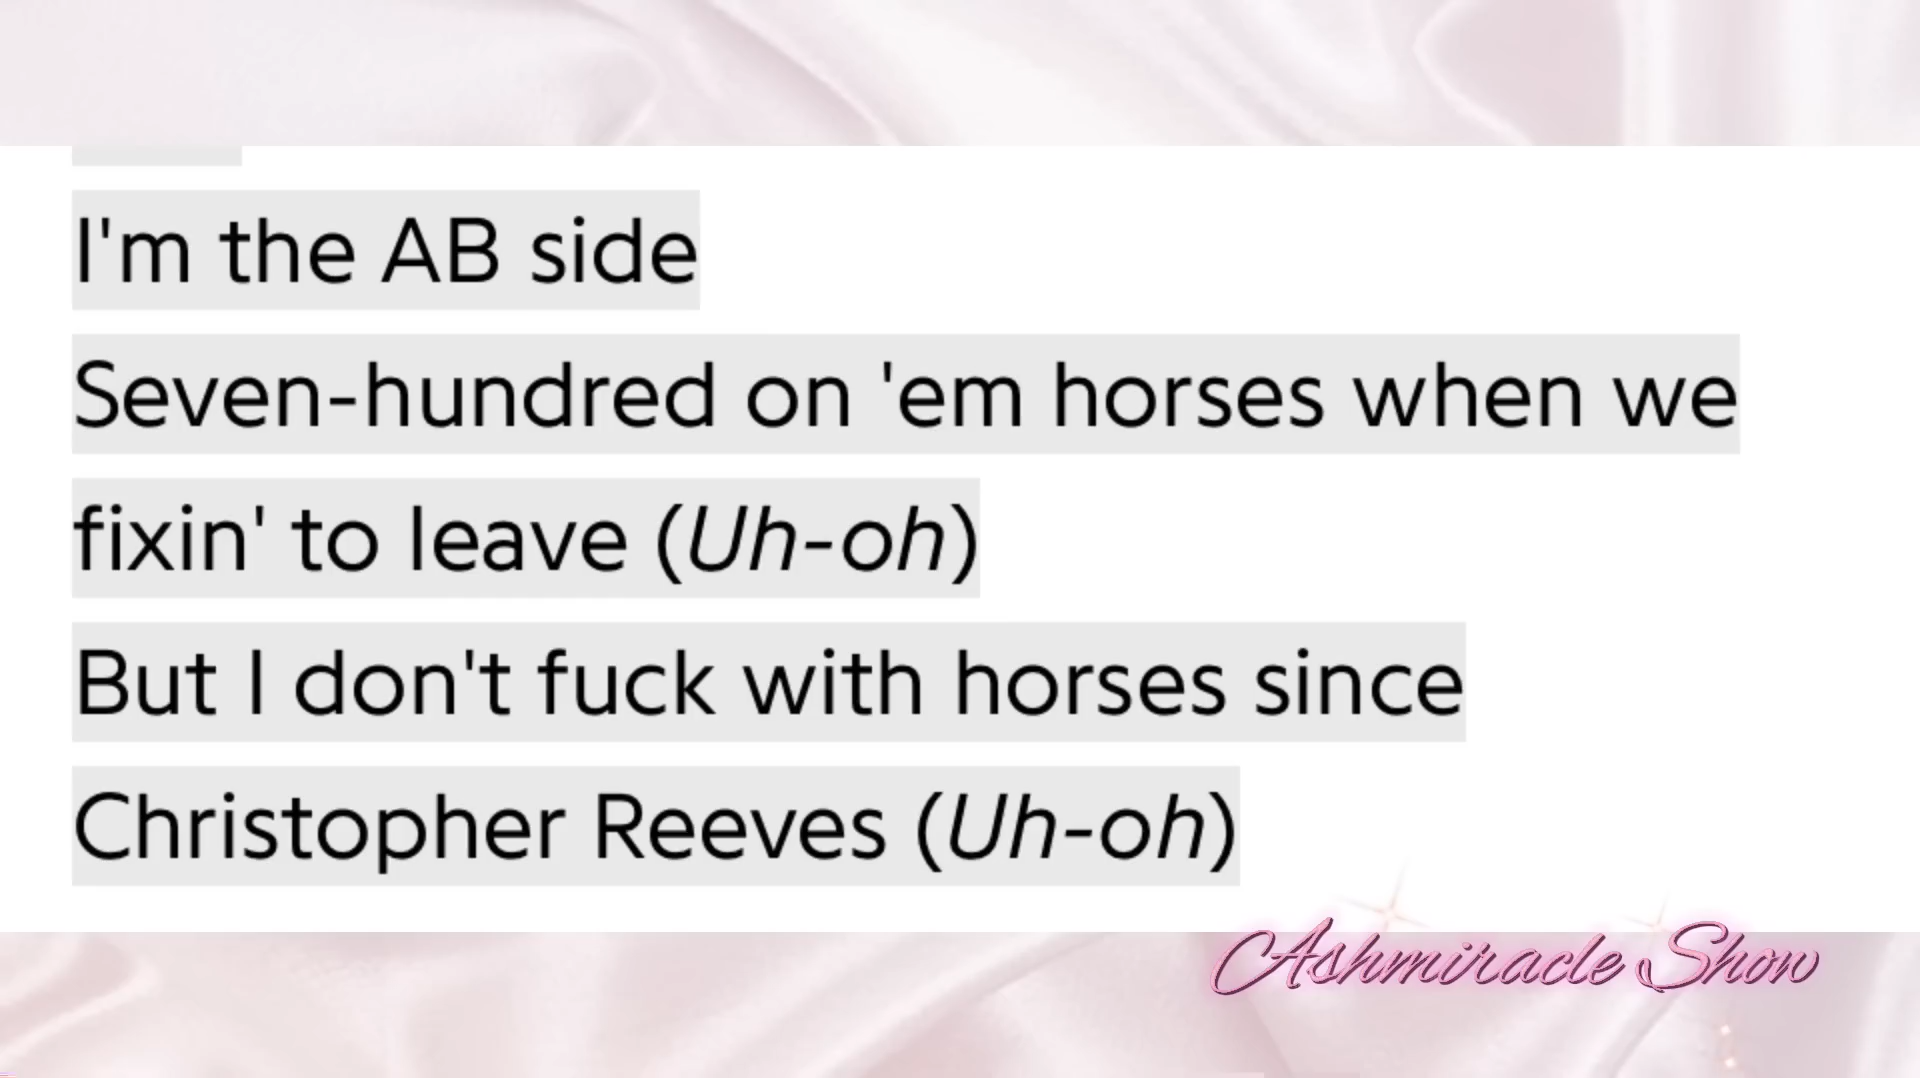 I'm the AB side
Seven-hundred on 'em horses when we
fixin' to leave (Uh-oh)
But I don't fuck with horses since
Christopher Reeves (Uh-oh)
Ashmiracle Show